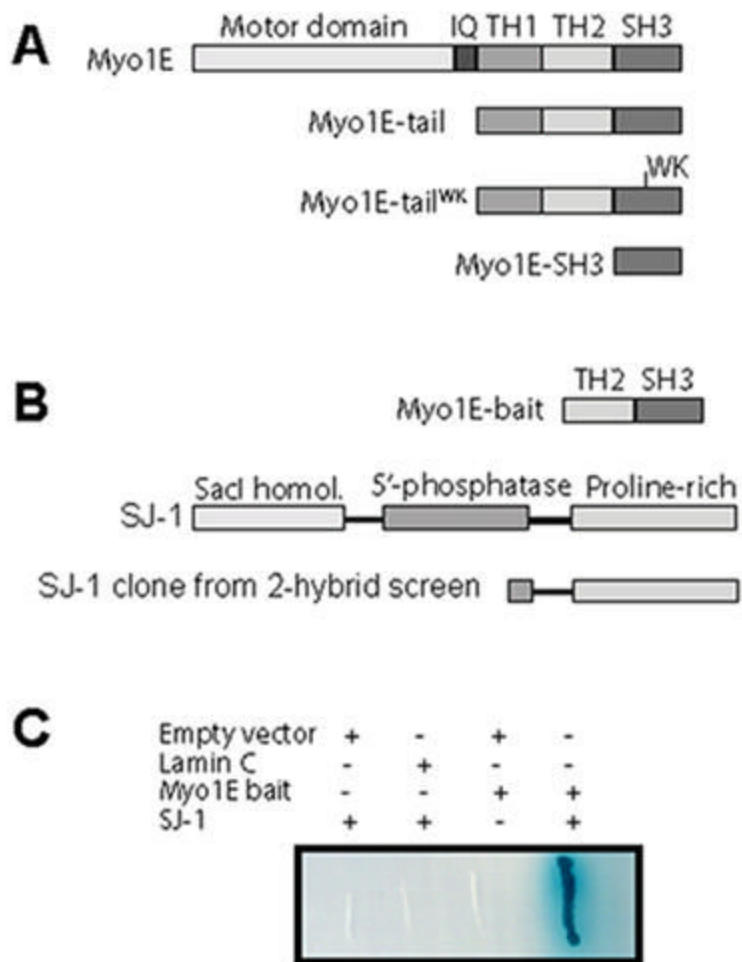 A
Motor domain IQ TH1 TH2 SH3
Myo1E
Myo1E-tail
WK
Myo1E-tailWK
Myo1E-SH3
B
TH2 SH3
Myo1E-bait
SacI homol. 5'-phosphatase Proline-rich
SJ-1
SJ-1 clone from 2-hybrid screen
C
Empty vector + - + -
Lamin C - + - -
Myo1E bait - - + +
SJ-1 + + - +